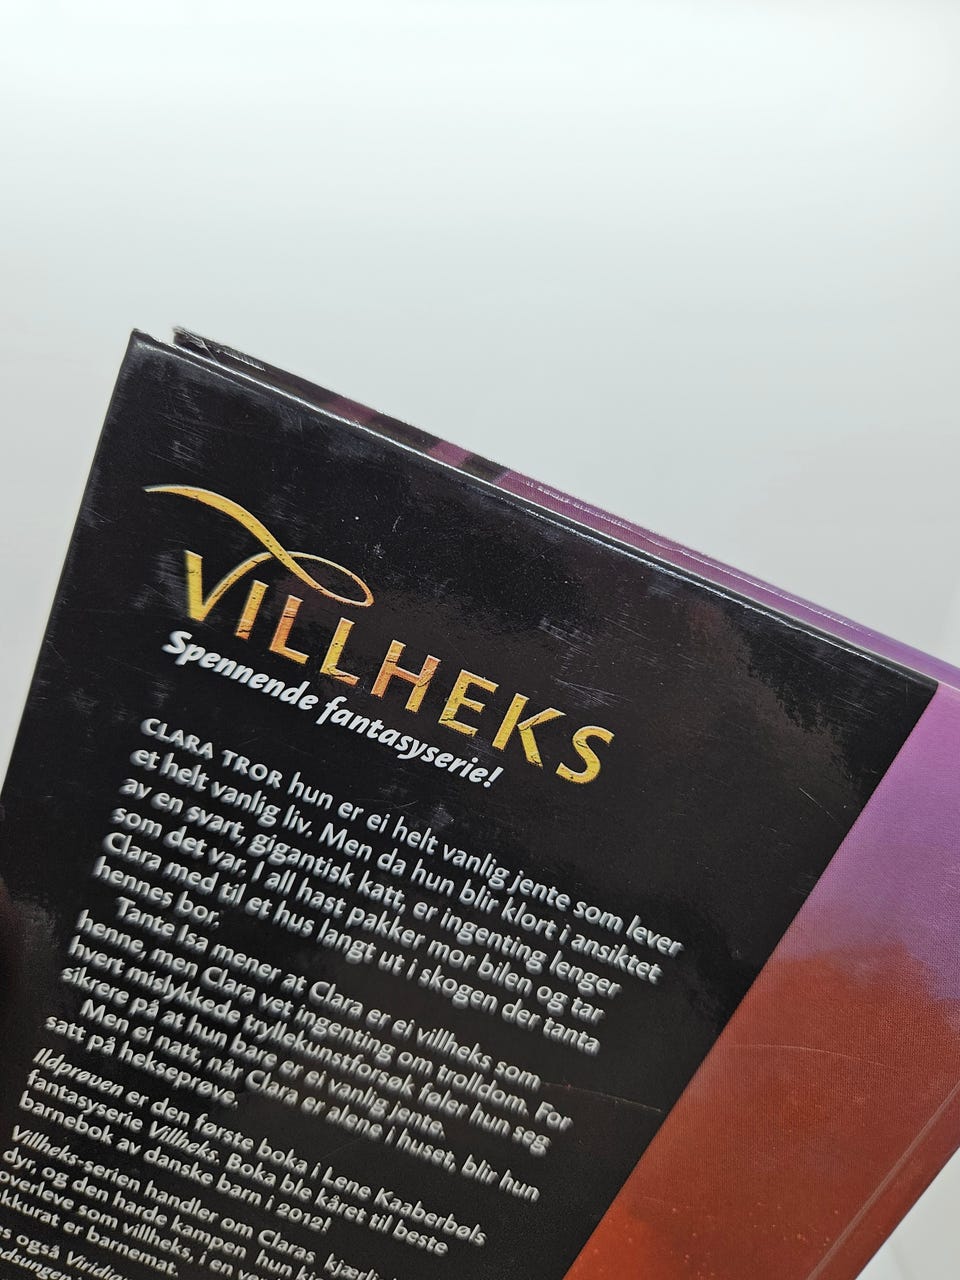 VILLHEKS
Spennende fantasyserie!
CLARA TROR hun er ei helt vanlig jente som lever
et helt vanlig liv. Men da hun blir klort i ansiktet
av en svart, gigantisk katt, er ingenting lenger
som det var. I all hast pakker mor bilen og tar
Clara med til et hus langt ut i skogen der tanta
hennes bor.
Tante Isa mener at Clara er ei villheks som
henne, men Clara vet ingenting om trolldom. For
hvert mislykkede tryllekunstforsøk føler hun seg
sikrere på at hun bare er ei vanlig jente.
Men ei natt, når Clara er alene i huset, blir hun
satt på hekseprøve.
Ildprøven er den første boka i Lene Kaaberbøls
fantasyserie Villheks. Boka ble kåret til beste
barnebok av danske barn i 2012!
Villheks-serien handler om Claras kjærli
dyr, og den harde kampen hun
overleve som villheks, i en
kkurat er barnemat.
også